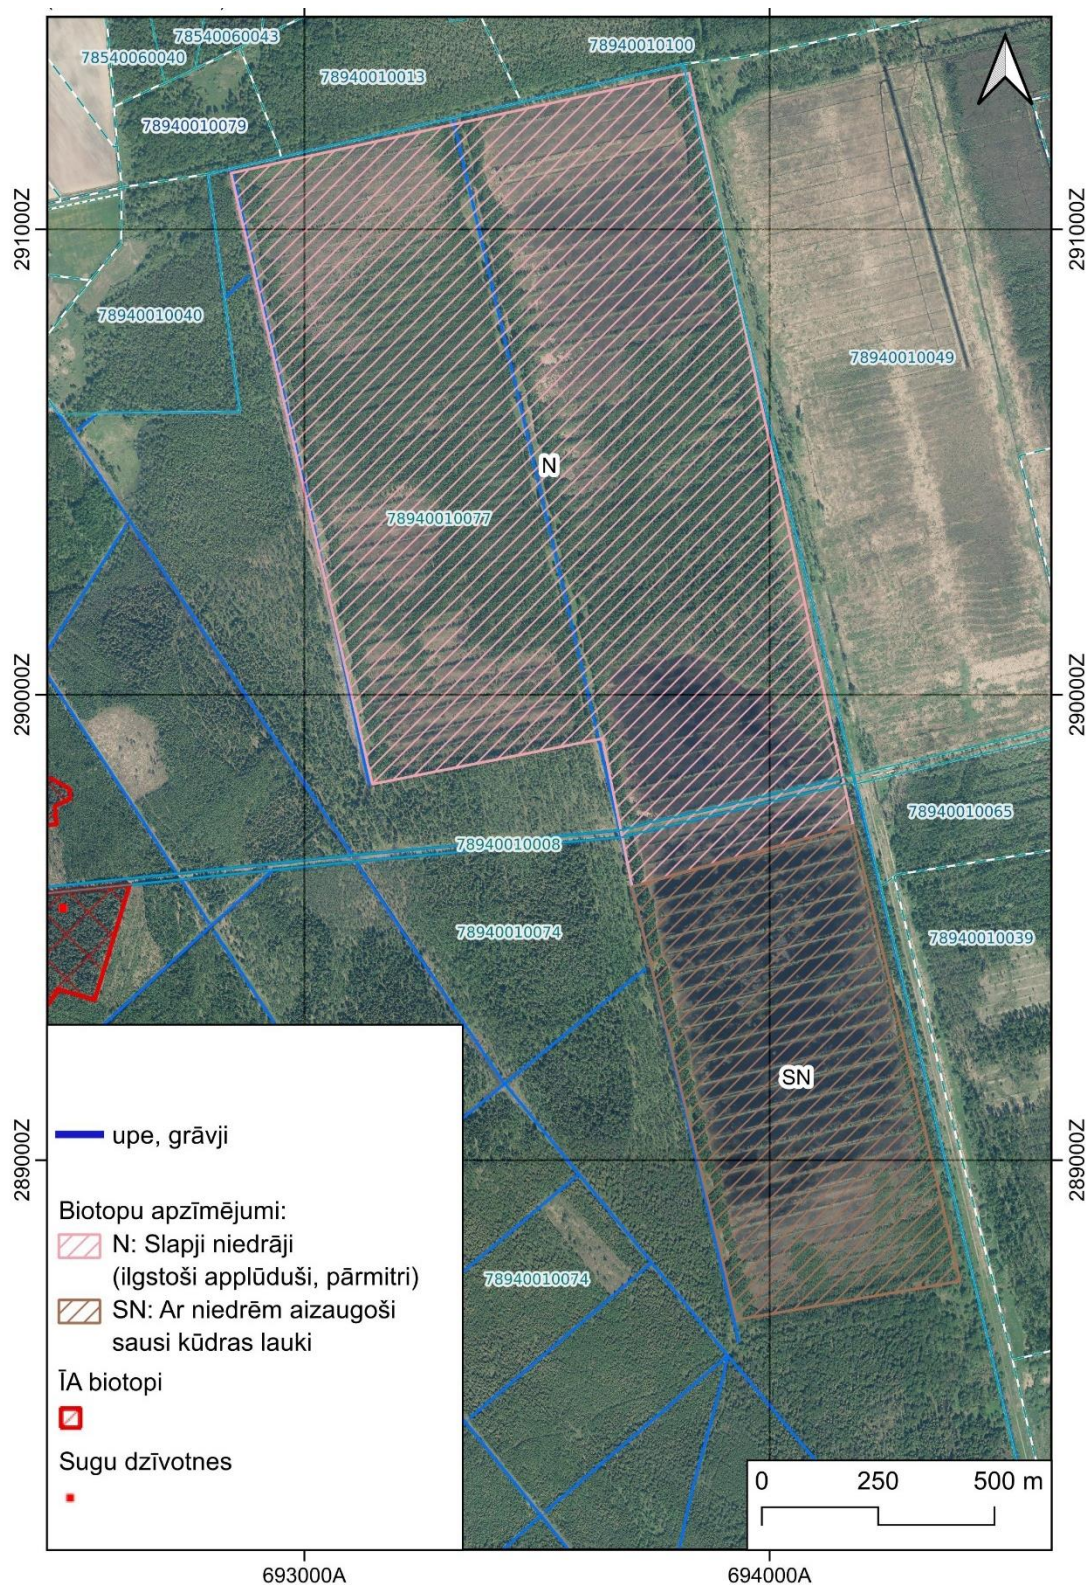 78540060043
78540060040
78940010100
78940010013
78940010079
291000Z
291000Z
78940010040
78940010049
N
78940010077
290000Z
290000Z
78940010065
78940010008
78940010074
78940010039
SN
289000Z
289000Z
78940010074
upe, grāvji
Biotopu apzīmējumi:
N: Slapji niedrāji
(ilgstoši applūduši, pārmitri)
SN: Ar niedrēm aizaugoši
sausi kūdras lauki
ĪA biotopi
Sugu dzīvotnes
0 250 500 m
693000A
694000A